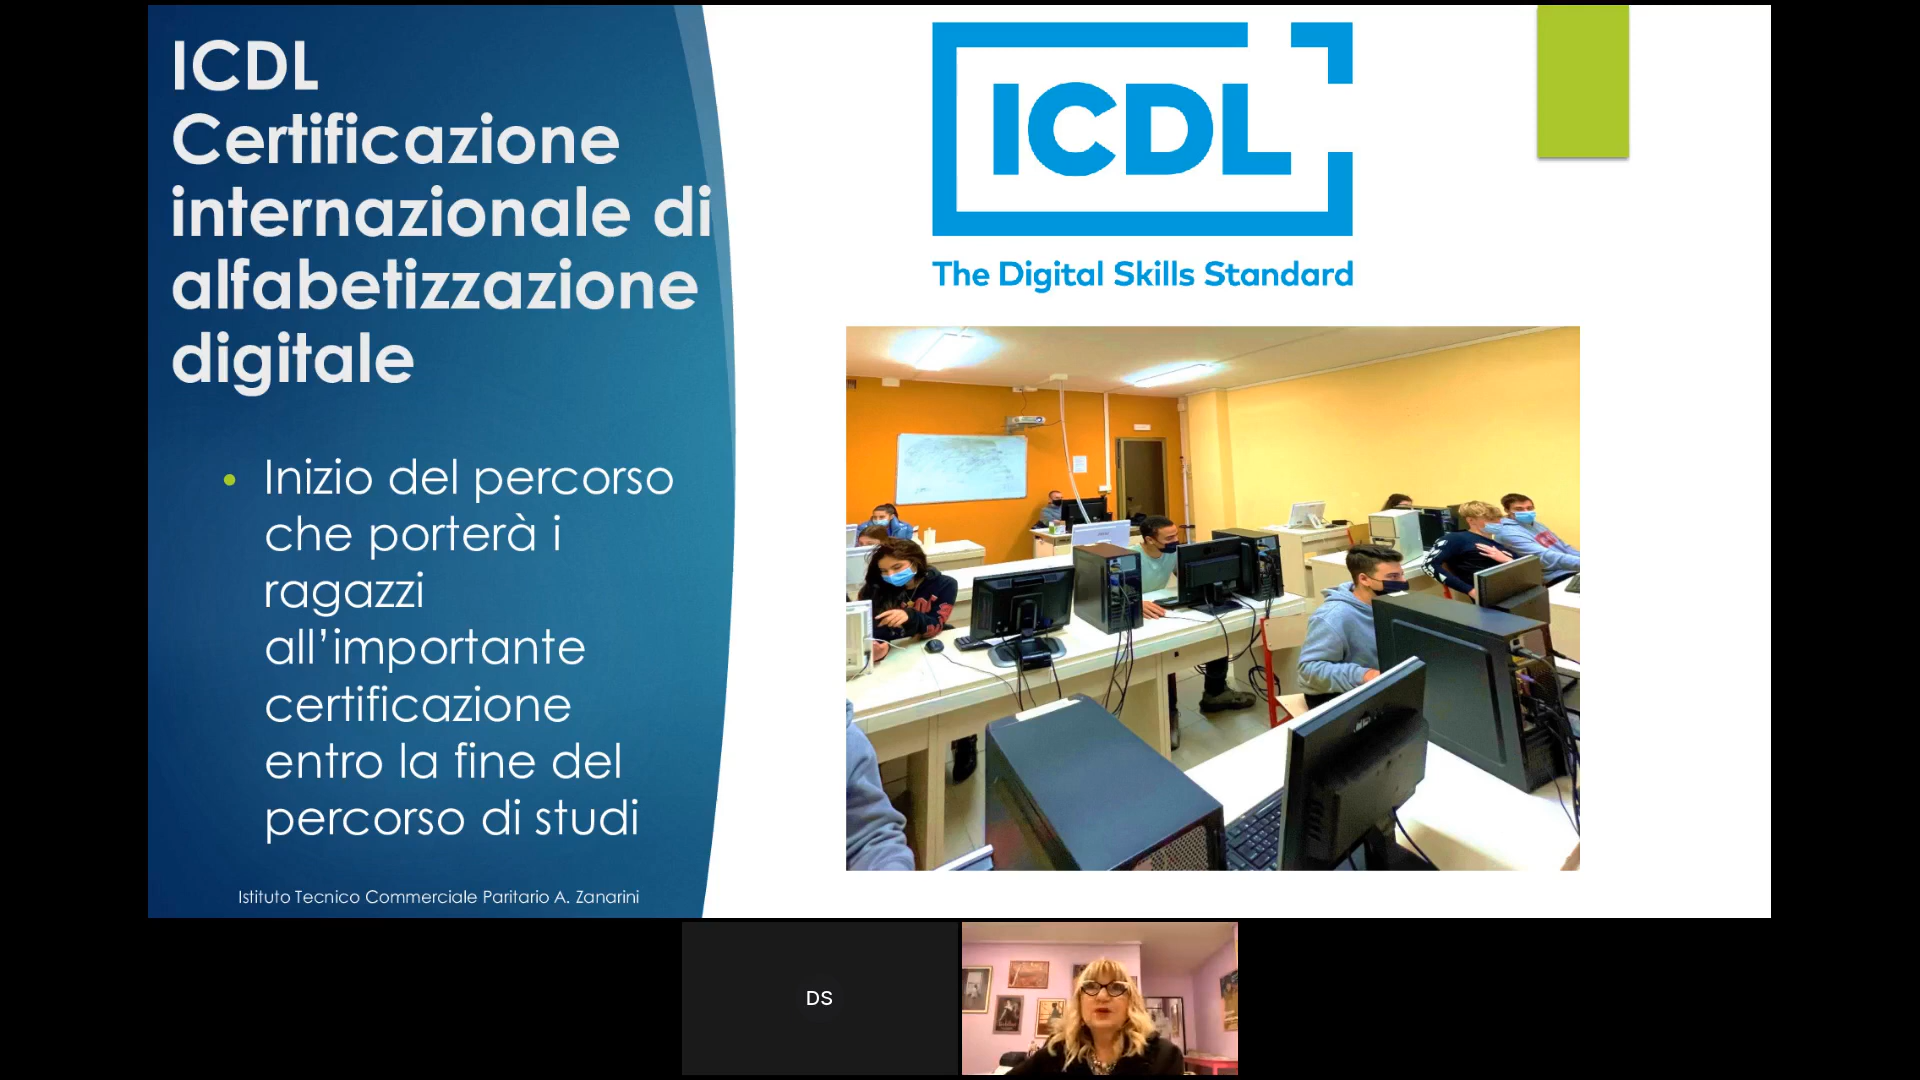 ICDL
Certificazione
internazionale di
alfabetizzazione
digitale
• Inizio del percorso
che porterà i
ragazzi
all’importante
certificazione
entro la fine del
percorso di studi
Istituto Tecnico Commerciale Paritario A. Zanarini
ICDL
The Digital Skills Standard
DS